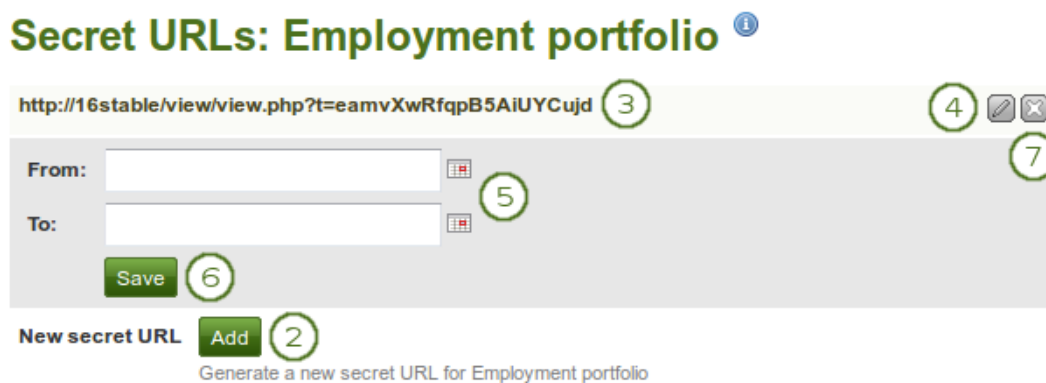 Secret URLs: Employment portfolio
http://16stable/view/view.php?t=eamvXwRfqpB5AiUYCujd 3 4
7
From:
5
To:
Save 6
New secret URL Add 2
Generate a new secret URL for Employment portfolio